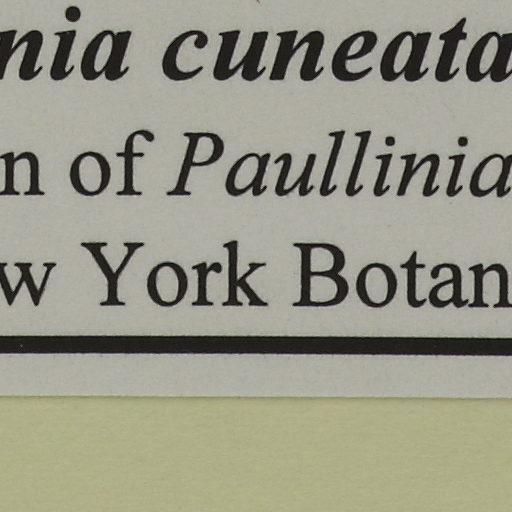 nia cuneata
n of Paullinia
w York Botan